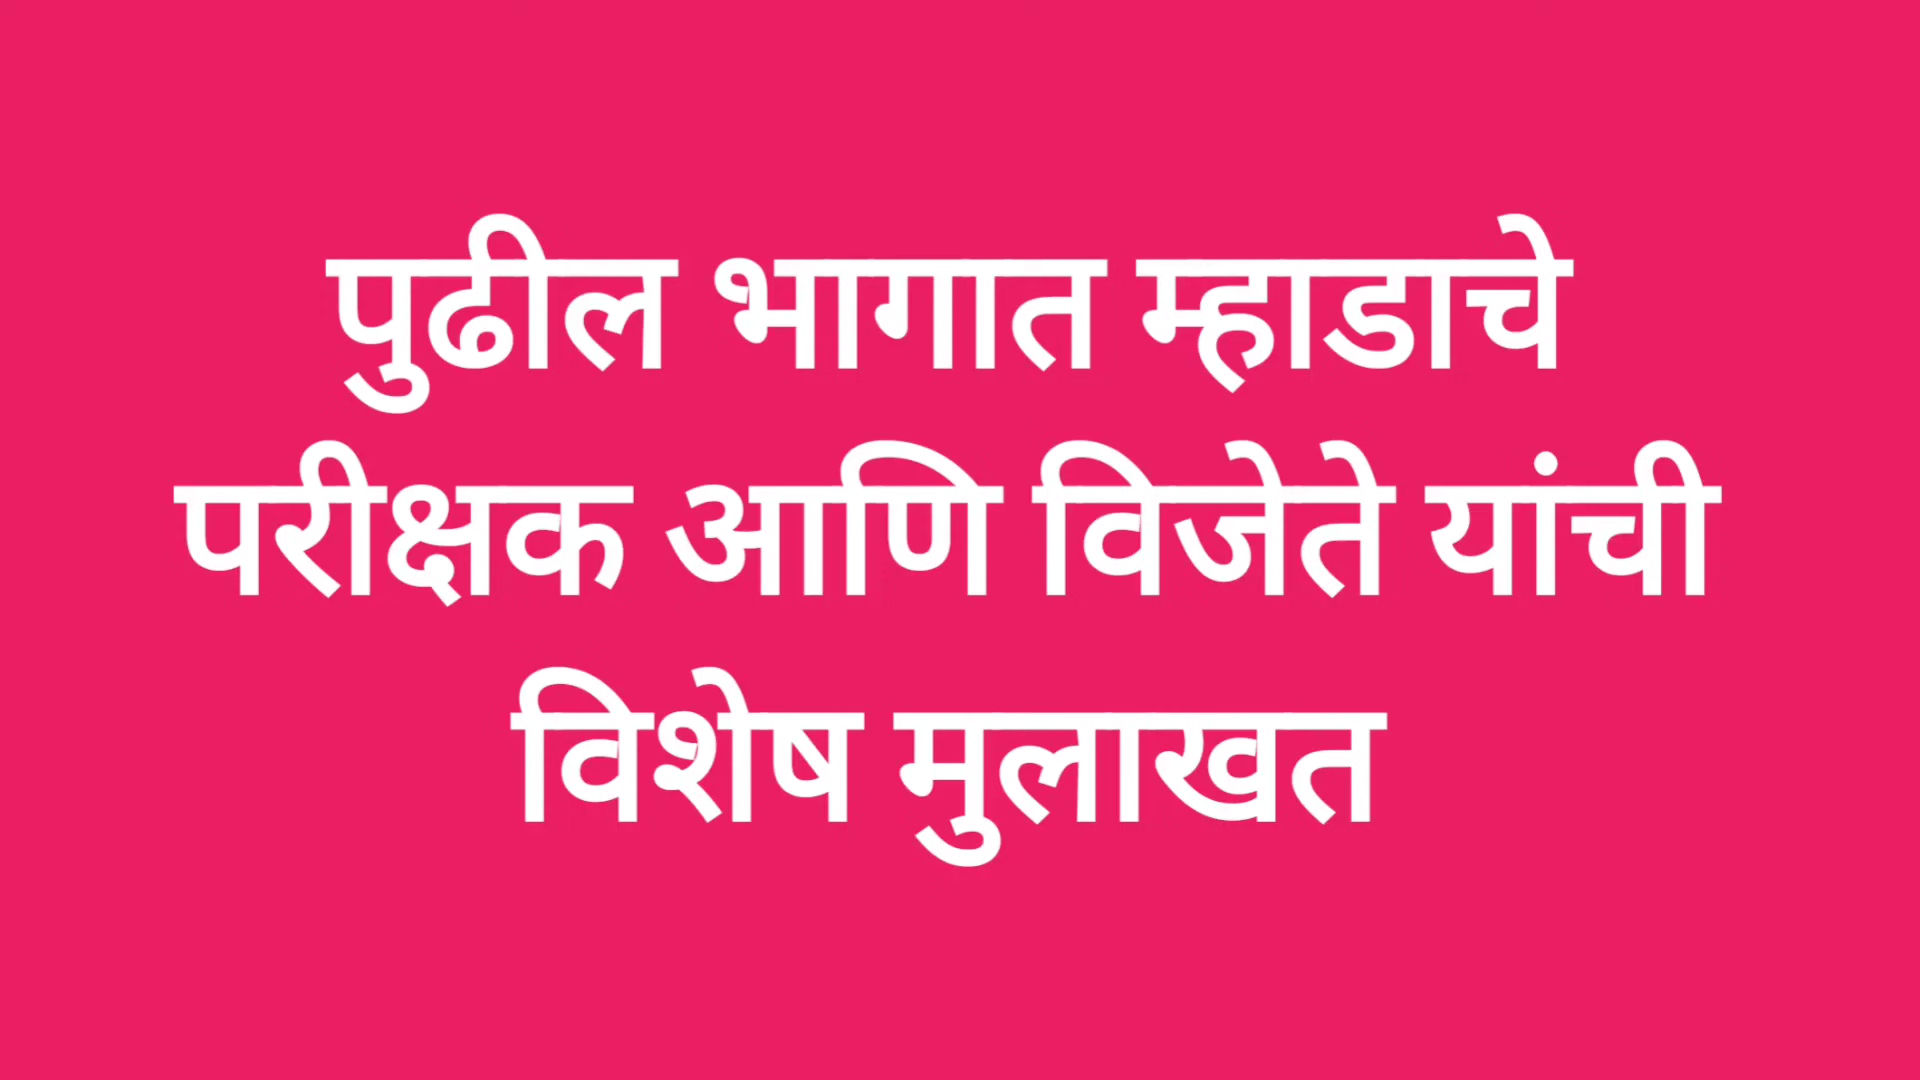 पुढील भागात म्हाडाचे
परीक्षक आणि विजेते यांची
विशेष मुलाखत